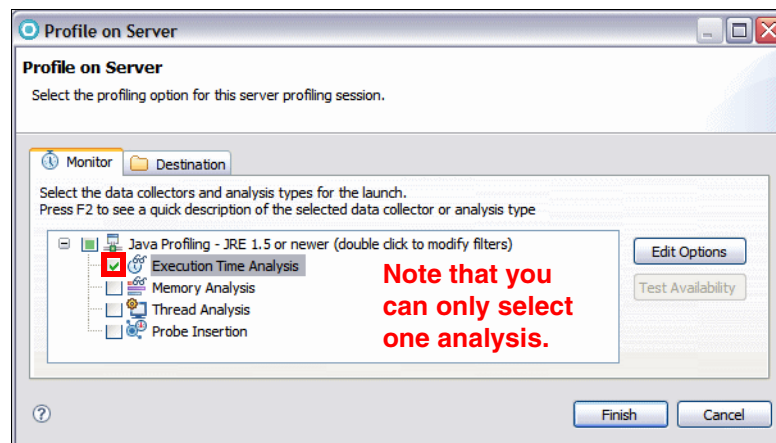 Profile on Server
Profile on Server
Select the profiling option for this server profiling session.
Monitor
Destination
Select the data collectors and analysis types for the launch.
Press F2 to see a quick description of the selected data collector or analysis type
Java Profiling - JRE 1.5 or newer (double click to modify filters)
Execution Time Analysis
Memory Analysis
Thread Analysis
Probe Insertion
Note that you
can only select
one analysis.
Edit Options
Test Availability
?
Finish
Cancel